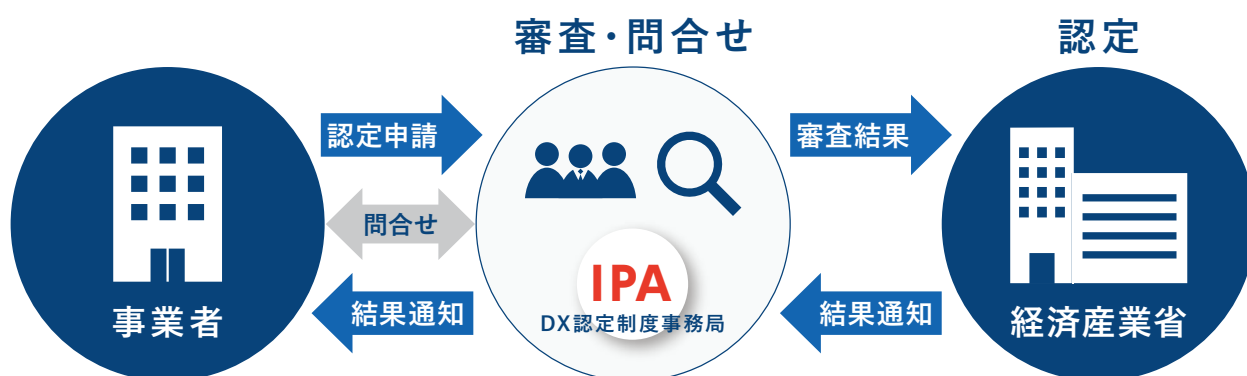 審査・問合せ
認定
認定申請
審査結果
問合せ
IPA
DX認定制度事務局
結果通知
結果通知
事業者
経済産業省